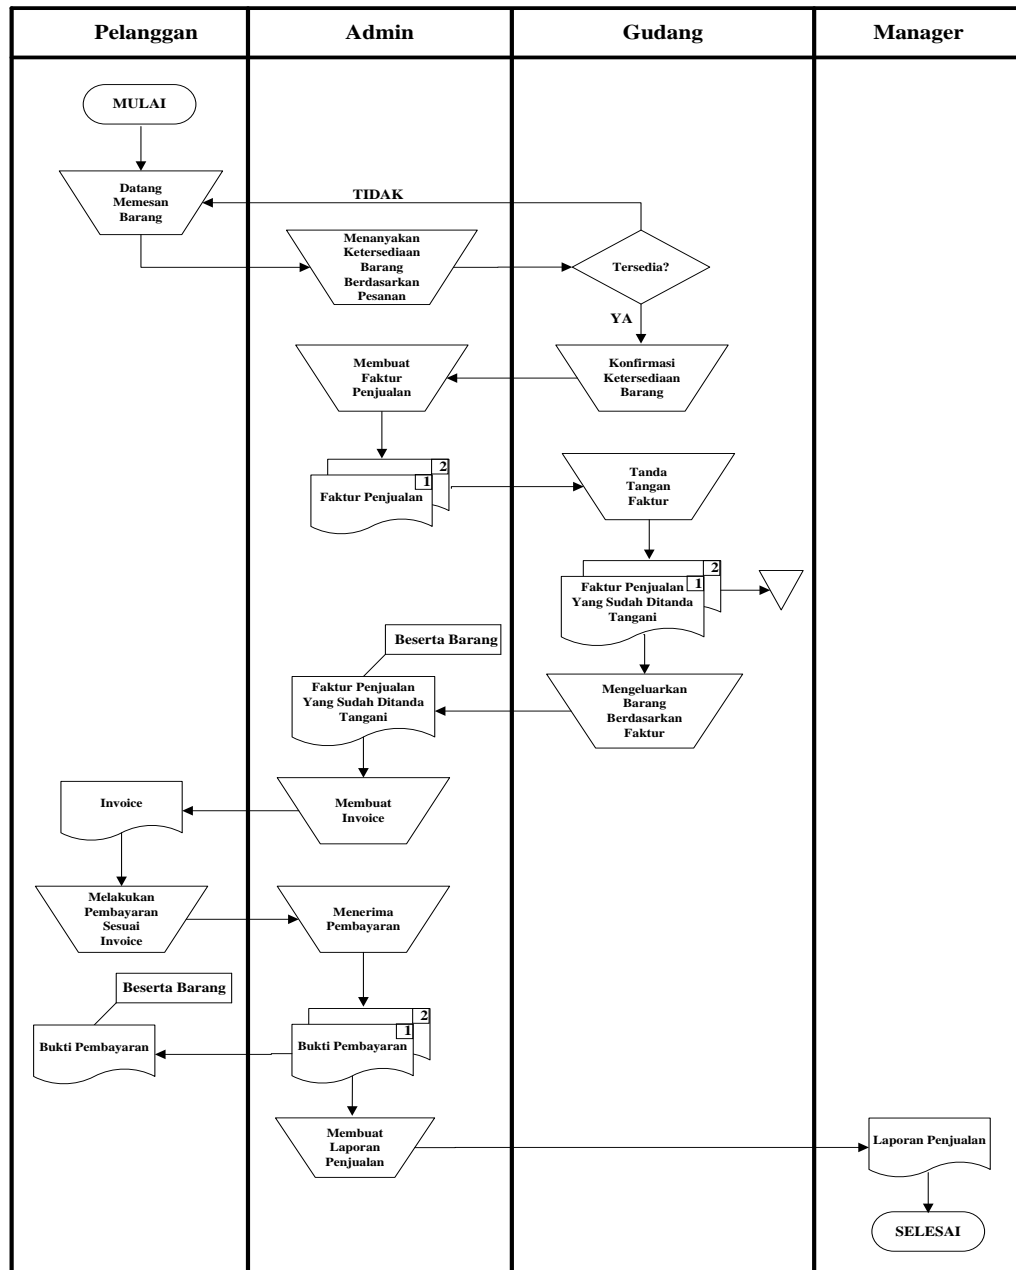 Pelanggan
Admin
Gudang
Manager
MULAI
Datang
Memesan
Barang
TIDAK
Menanyakan
Ketersediaan
Barang
Berdasarkan
Pesanan
Tersedia?
YA
Membuat
Faktur
Penjualan
Konfirmasi
Ketersediaan
Barang
2
1
Faktur Penjualan
Tanda
Tangan
Faktur
2
1
Faktur Penjualan
Yang Sudah Ditanda
Tangani
Beserta Barang
Faktur Penjualan
Yang Sudah Ditanda
Tangani
Mengeluarkan
Barang
Berdasarkan
Faktur
Invoice
Membuat
Invoice
Melakukan
Pembayaran
Sesuai
Invoice
Menerima
Pembayaran
Beserta Barang
Bukti Pembayaran
2
1
Bukti Pembayaran
Membuat
Laporan
Penjualan
Laporan Penjualan
SELESAI